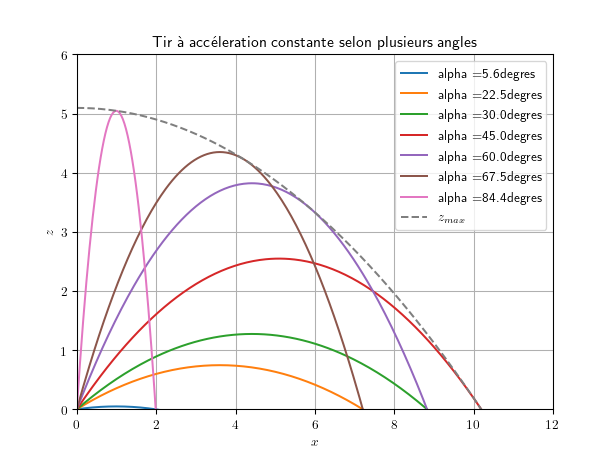 Tir à accéleration constante selon plusieurs angles
6
5
4
3
2
1
0
z
alpha =5.6degres
alpha =22.5degres
alpha =30.0degres
alpha =45.0degres
alpha =60.0degres
alpha =67.5degres
alpha =84.4degres
z_{max}
0 2 4 6 8 10 12
x